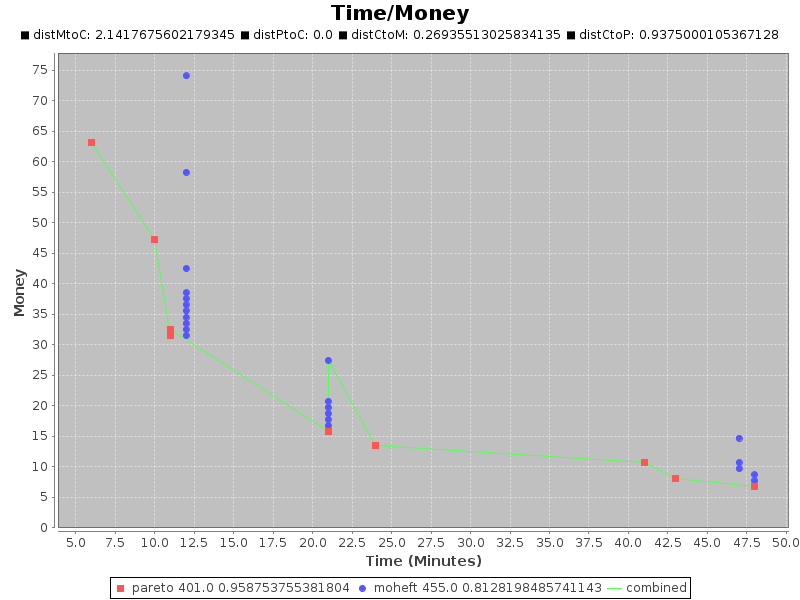 Time/Money
■ distMtoC: 2.1417675602179345 ■ distPtoC: 0.0 ■ distCtoM: 0.26935513025834135 ■ distCtoP: 0.9375000105367128
75
70
65
60
55
50
45
40
35
30
25
20
15
10
5
0
Money
5.0 7.5 10.0 12.5 15.0 17.5 20.0 22.5 25.0 27.5 30.0 32.5 35.0 37.5 40.0 42.5 45.0 47.5 50.0
Time (Minutes)
pareto 401.0 0.958753755381804 moheft 455.0 0.8128198485741143 combined